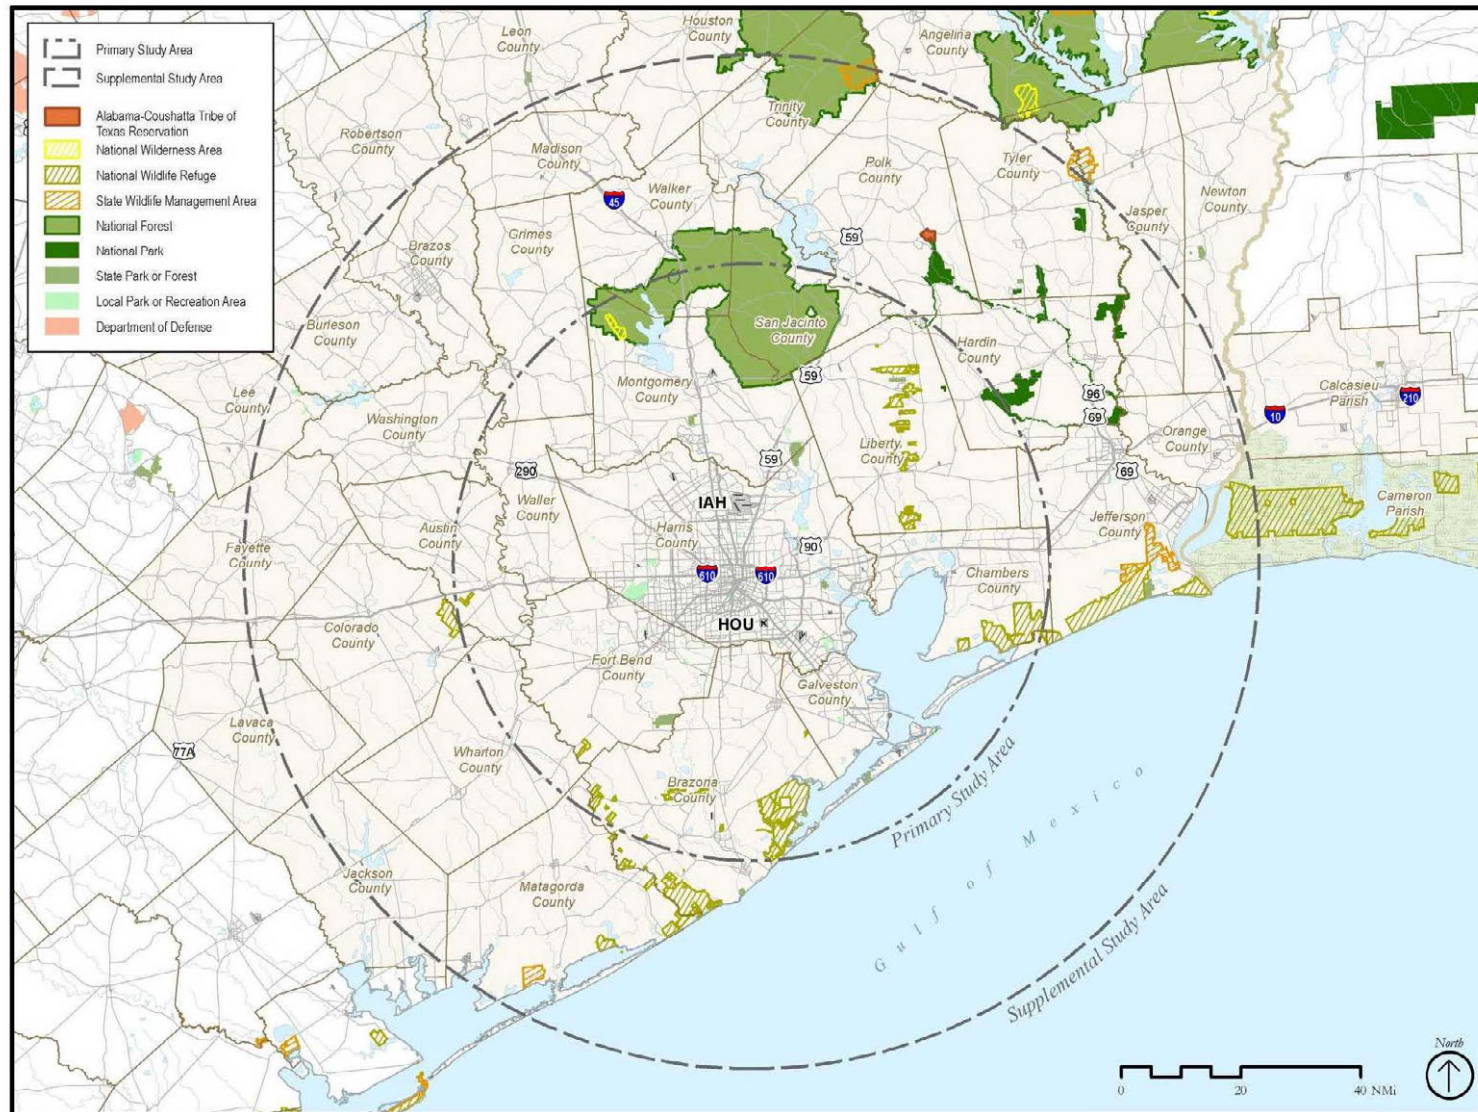 Primary Study Area
Supplemental Study Area
Alabama-Coushatta Tribe of
Texas Reservation
National Wilderness Area
National Wildlife Refuge
State Wildlife Management Area
National Forest
National Park
State Park or Forest
Local Park or Recreation Area
Department of Defense
Leon
County
Houston
County
Angelina
County
Robertson
County
Madison
County
Trinity
County
Walker
County
Polk
County
Tyler
County
Newton
County
Jasper
County
45
59
Grimes
County
Brazos
County
San Jacinto
County
Burleson
County
Hardin
County
Montgomery
County
59
Lee
County
96
Calcasieu
Parish
210
10
Washington
County
69
Orange
County
Liberty
County
290
59
69
Waller
County
IAH
Cameron
Parish
Jefferson
County
Austin
County
Harris
County
Fayette
County
90
610
610
Chambers
County
HOU
Colorado
County
Fort Bend
County
Galveston
County
Lavaca
County
77A
Wharton
County
Brazoria
County
Primary Study Area
Gulf of Mexico
Jackson
County
Matagorda
County
Supplemental Study Area
North
0 20 40 NMi